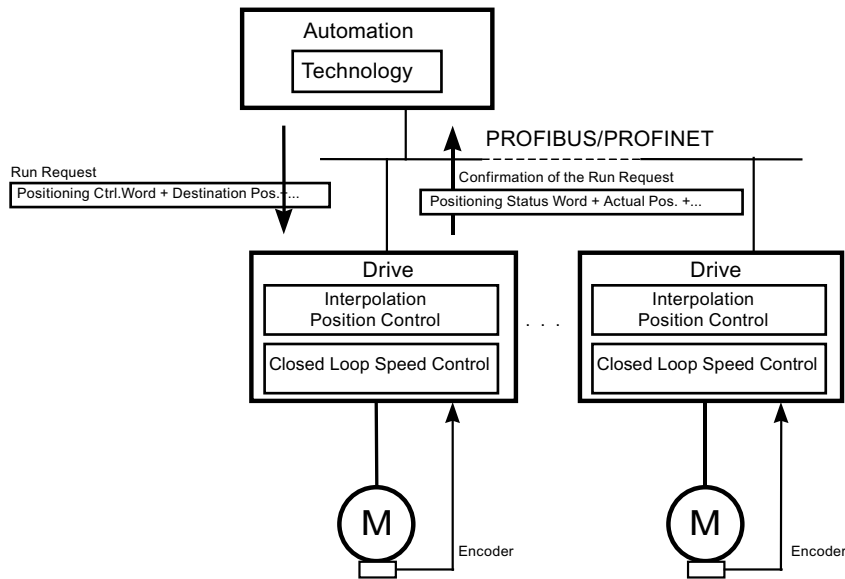 Automation
Technology
PROFIBUS/PROFINET
Run Request
Positioning Ctrl.Word + Destination Pos.+...
Confirmation of the Run Request
Positioning Status Word + Actual Pos. +...
Drive
Interpolation
Position Control
Closed Loop Speed Control
. . .
Drive
Interpolation
Position Control
Closed Loop Speed Control
M
Encoder
M
Encoder